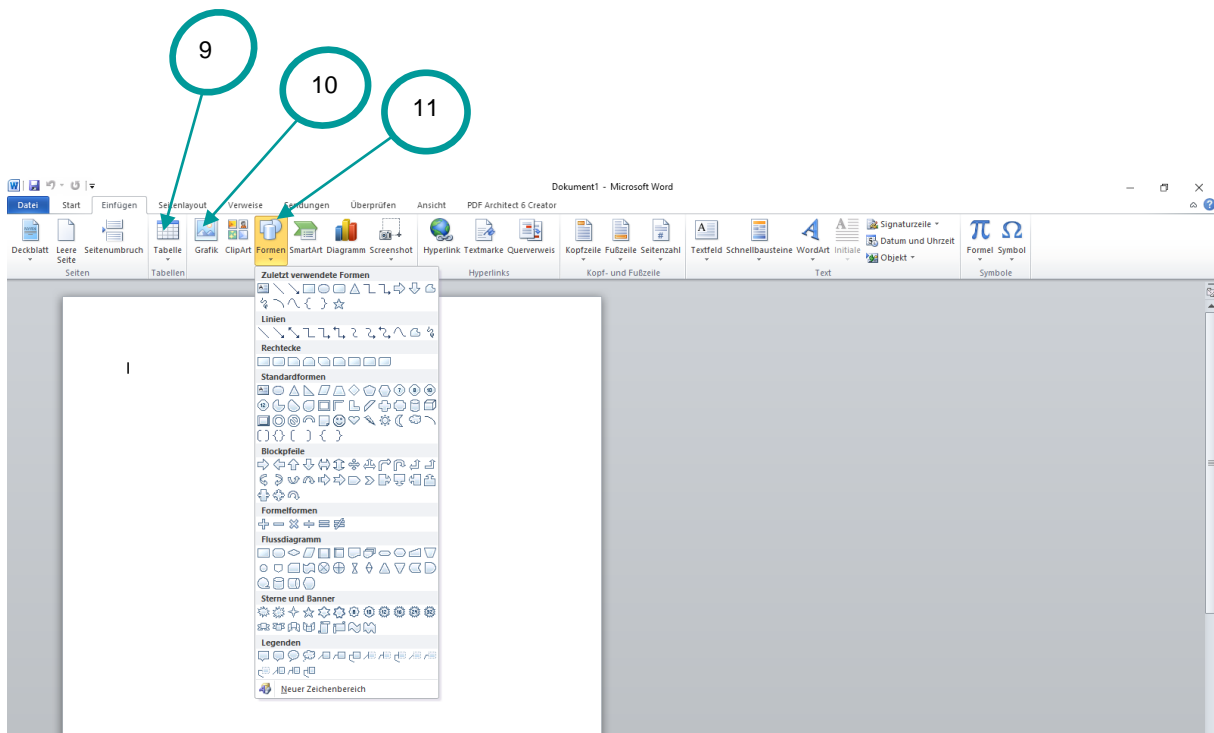 9
10
11
Dokument1 - Microsoft Word
Datei Start Einfügen Seitenlayout Verweise Sendungen Überprüfen Ansicht PDF Architect 6 Creator
Deckblatt Leere Seite Seitenumbruch Tabelle Grafik ClipArt Formen SmartArt Diagramm Screenshot Hyperlink Textmarke Querverweis Kopfzeile Fußzeile Seitenzahl Textfeld Schnellbausteine WordArt Initiale
Signaturzeile
Datum und Uhrzeit
Objekt
Formel Symbol
Seiten Tabellen Hyperlinks Kopf- und Fußzeile Text Symbole
Zuletzt verwendete Formen
Linien
Rechtecke
Standardformen
Blockpfeile
Formelformen
Flussdiagramm
Sterne und Banner
Legenden
Neuer Zeichenbereich